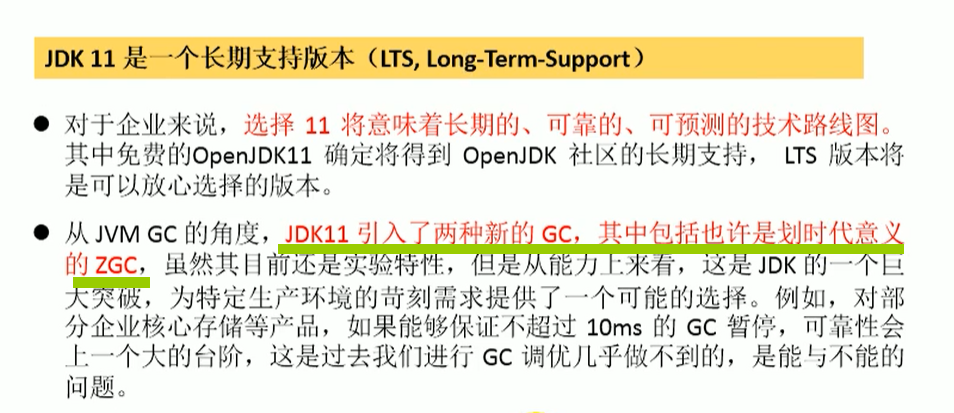 JDK 11 是一个长期支持版本（LTS, Long-Term-Support）
● 对于企业来说，选择 11 将意味着长期的、可靠的、可预测的技术路线图。
其中免费的OpenJDK11 确定将得到 OpenJDK 社区的长期支持， LTS 版本将
是可以放心选择的版本。
● 从 JVM GC 的角度，JDK11 引入了两种新的 GC，其中包括也许是划时代意义
的 ZGC，虽然其目前还是实验特性，但是从能力上来看，这是 JDK 的一个巨
大突破，为特定生产环境的苛刻需求提供了一个可能的选择。例如，对部
分企业核心存储等产品，如果能够保证不超过 10ms 的 GC 暂停，可靠性会
上一个大的台阶，这是过去我们进行 GC 调优几乎做不到的，是能与不能的
问题。